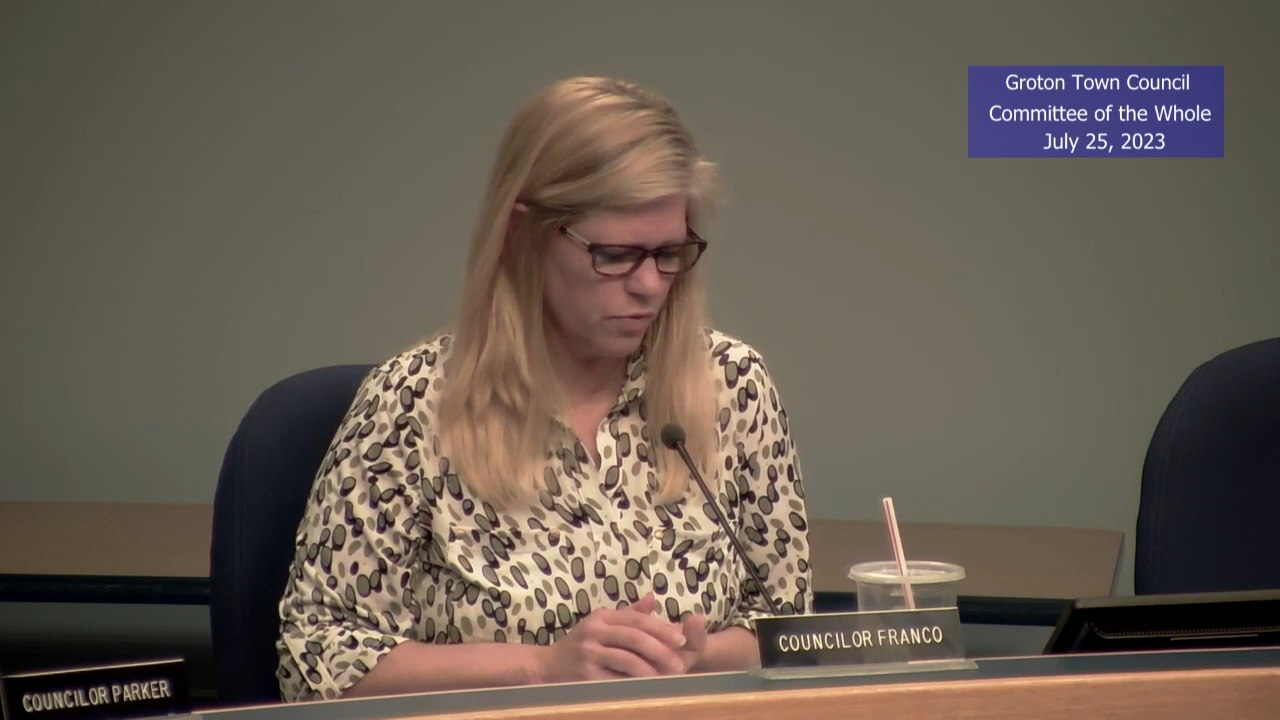 Groton Town Council
Committee of the Whole
July 25, 2023
COUNCILOR FRANCO
COUNCILOR PARKER